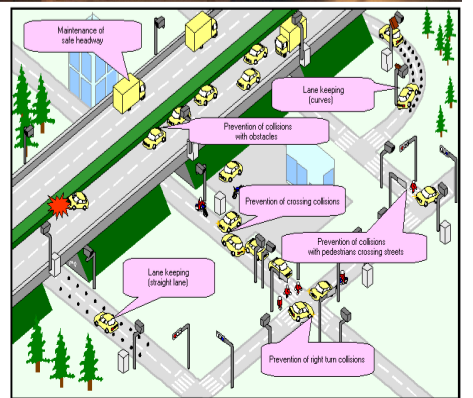 Maintenance of
safe headway
Lane keeping
(curves)
Prevention of collisions
with obstacles
Prevention of crossing collisions
Prevention of collisions
with pedestrians crossing streets
Lane keeping
(straight lane)
Prevention of right turn collisions